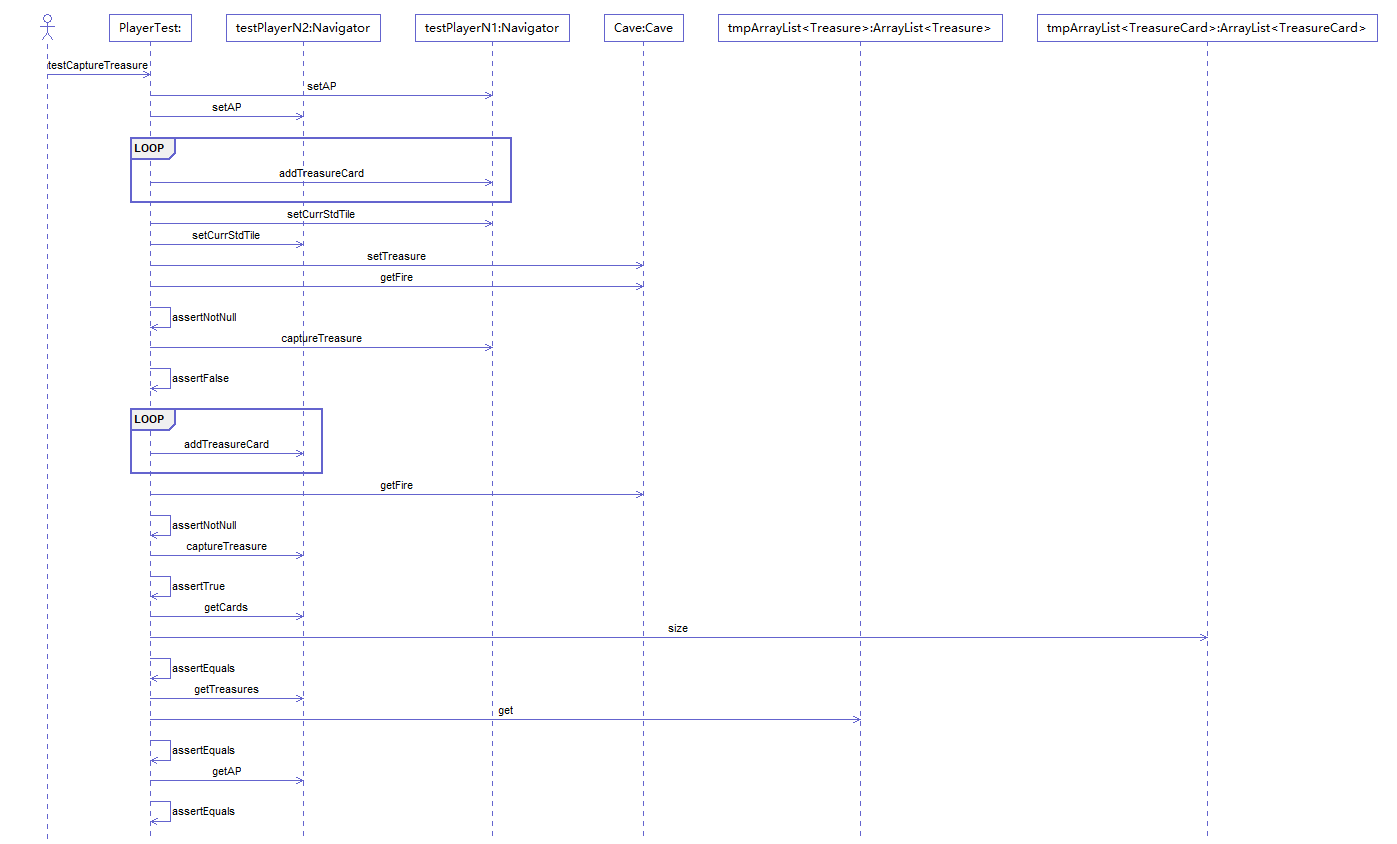 PlayerTest:
testPlayerN2:Navigator
testPlayerN1:Navigator
Cave:Cave
tmpArrayList<Treasure>:ArrayList<Treasure>
tmpArrayList<TreasureCard>:ArrayList<TreasureCard>
testCaptureTreasure
setAP
setAP
LOOP
addTreasureCard
setCurrStdTile
setCurrStdTile
setTreasure
getFire
assertNotNull
captureTreasure
assertFalse
LOOP
addTreasureCard
getFire
assertNotNull
captureTreasure
assertTrue
getCards
size
assertEquals
getTreasures
get
assertEquals
getAP
assertEquals